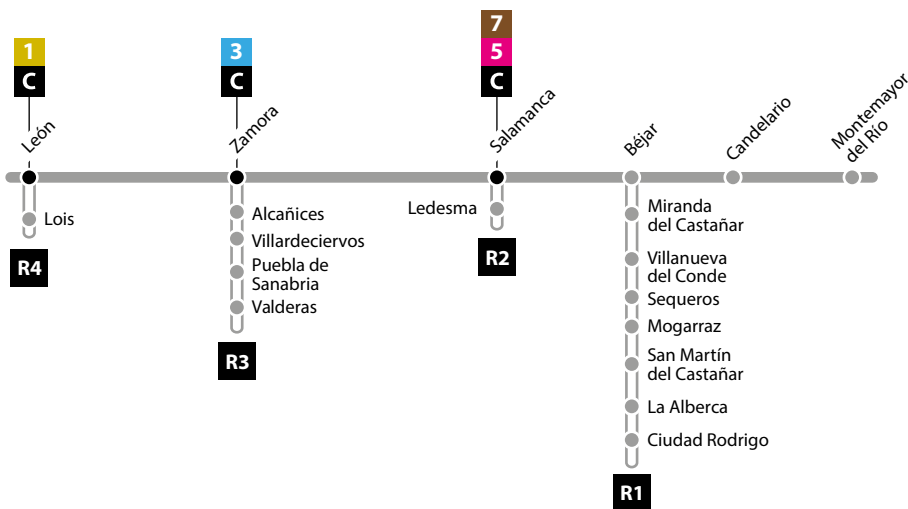 1
C
3
C
7
5
C
León
Zamora
Salamanca
Béjar
Candelario
Montemayor
del Río
Lois
R4
Alcañices
Villardeciervos
Puebla de
Sanabria
Valderas
R3
Ledesma
R2
Miranda
del Castañar
Villanueva
del Conde
Sequeros
Mogarraz
San Martín
del Castañar
La Alberca
Ciudad Rodrigo
R1